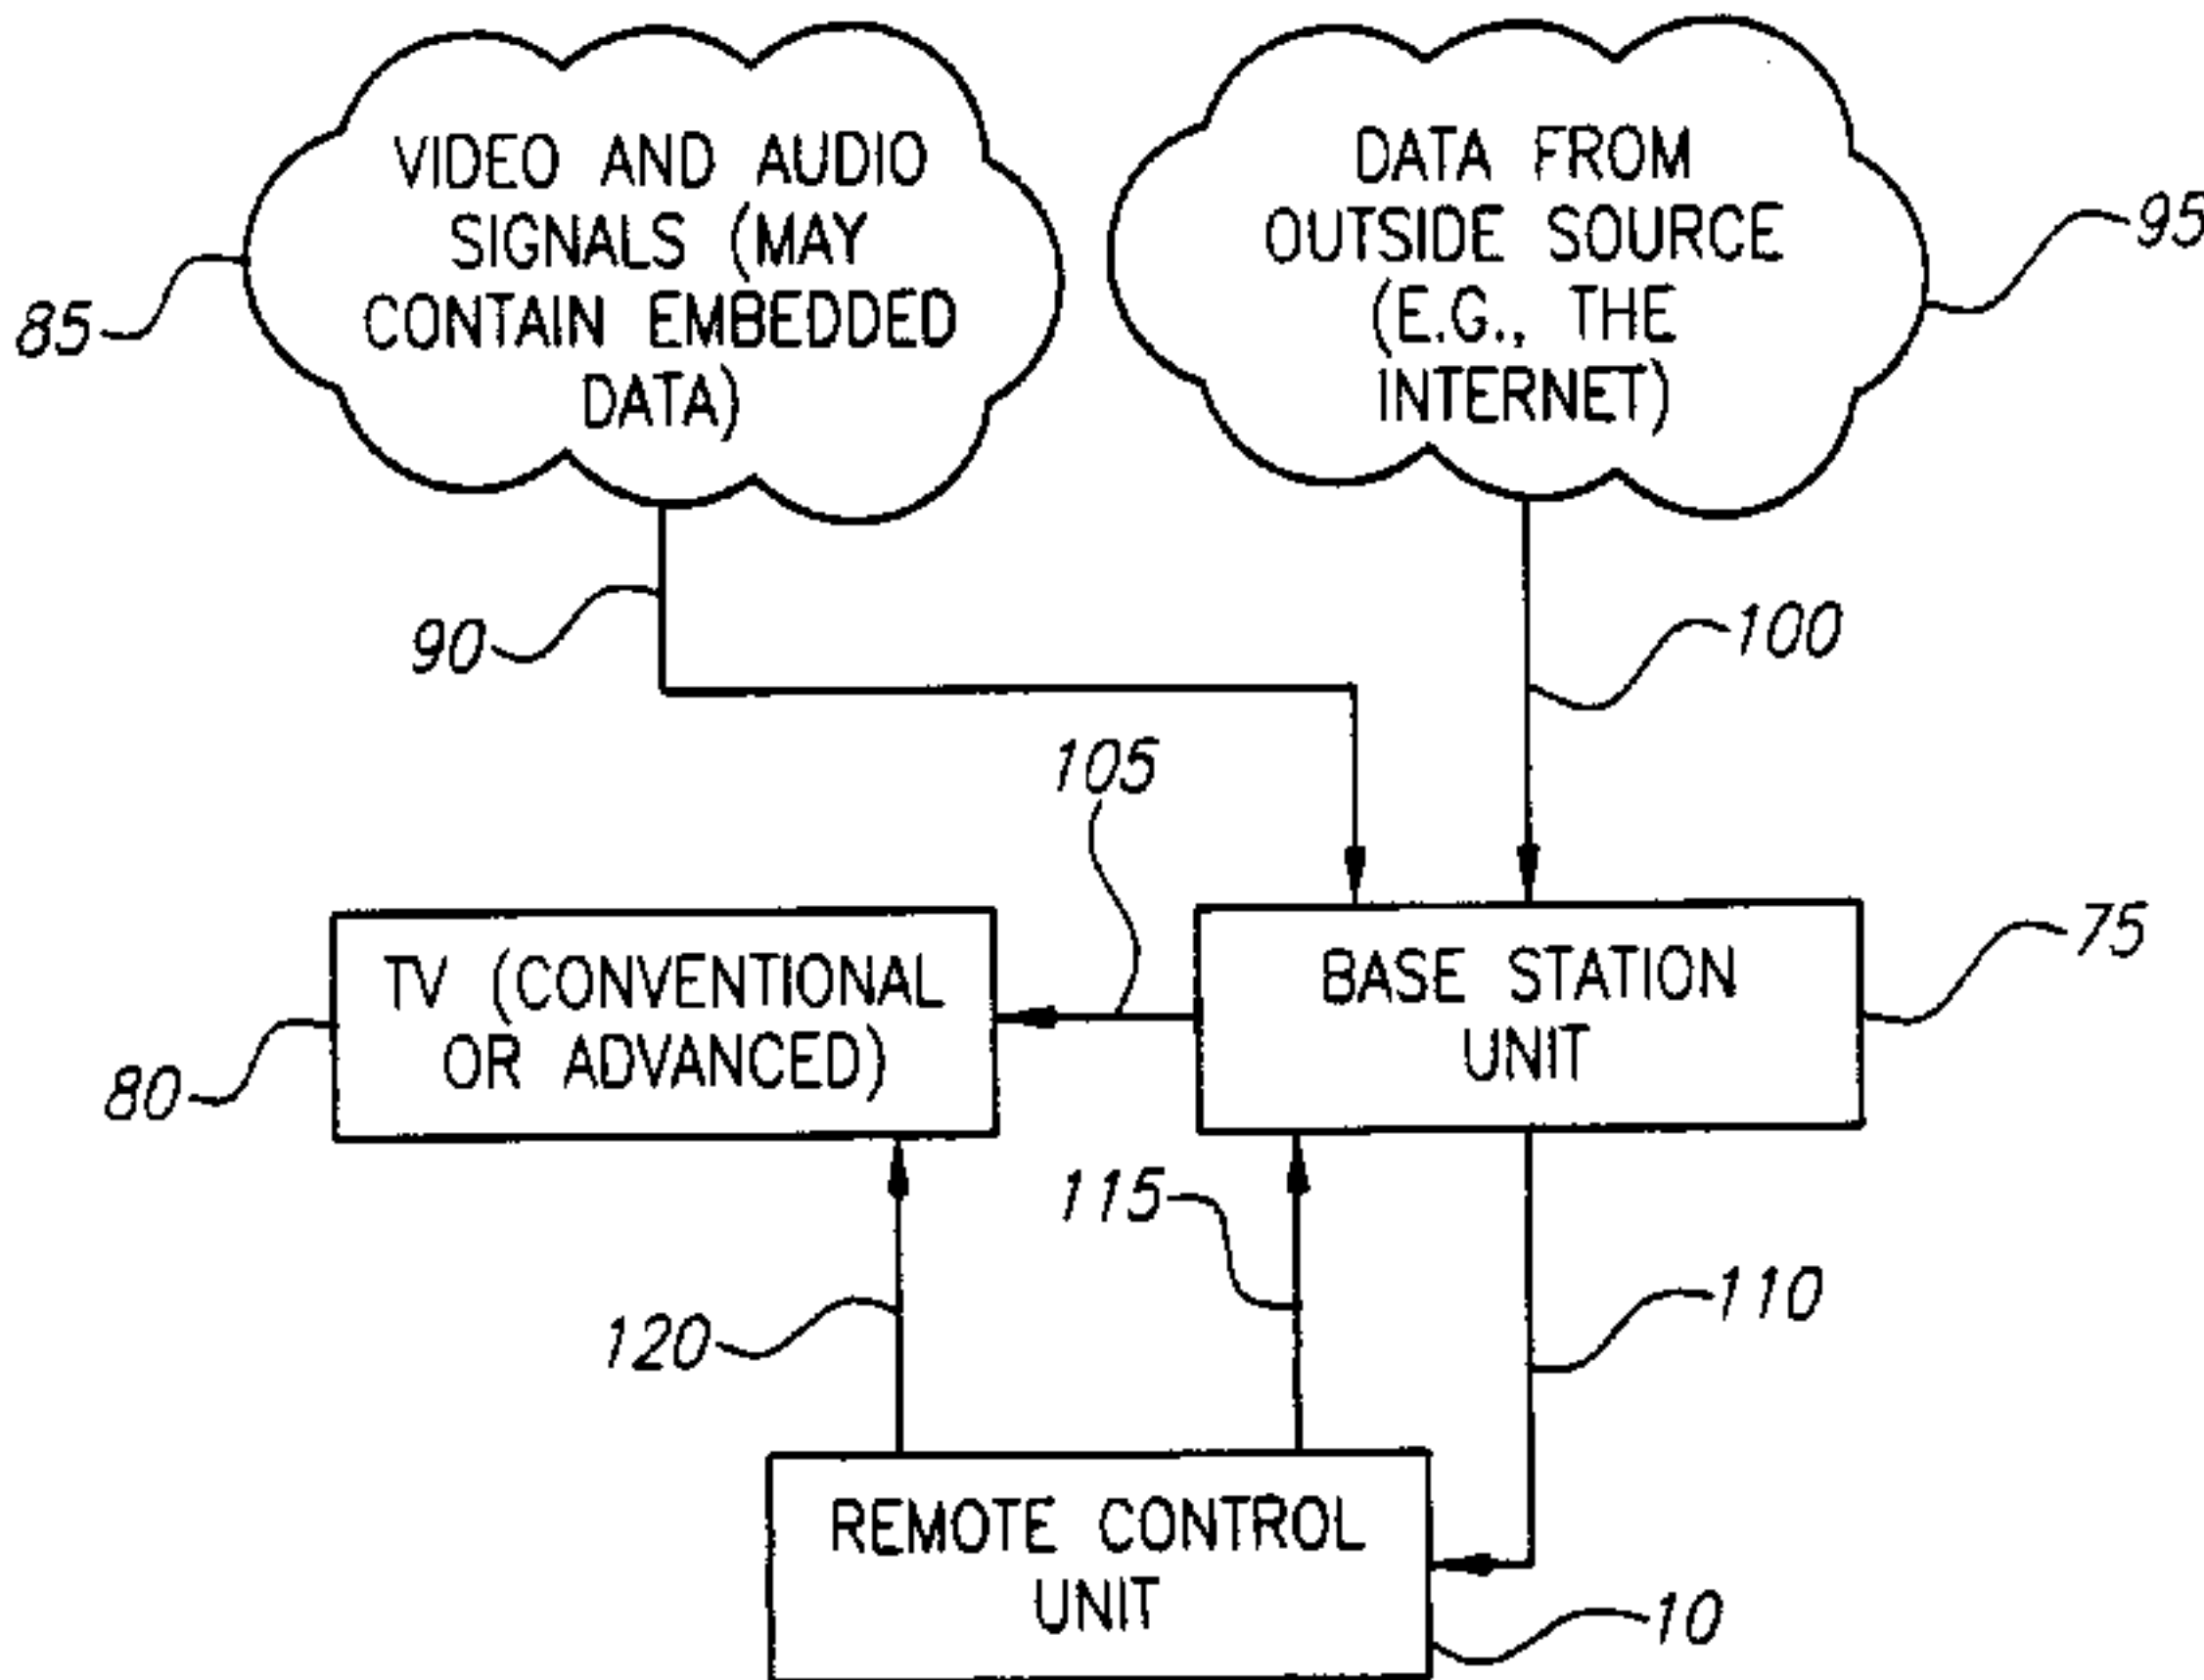 VIDEO AND AUDIO
SIGNALS (MAY
CONTAIN EMBEDDED
DATA)
85
DATA FROM
OUTSIDE SOURCE
(E.G., THE
INTERNET)
95
90
100
105
TV (CONVENTIONAL
OR ADVANCED)
80
BASE STATION
UNIT
75
115
110
120
REMOTE CONTROL
UNIT
10